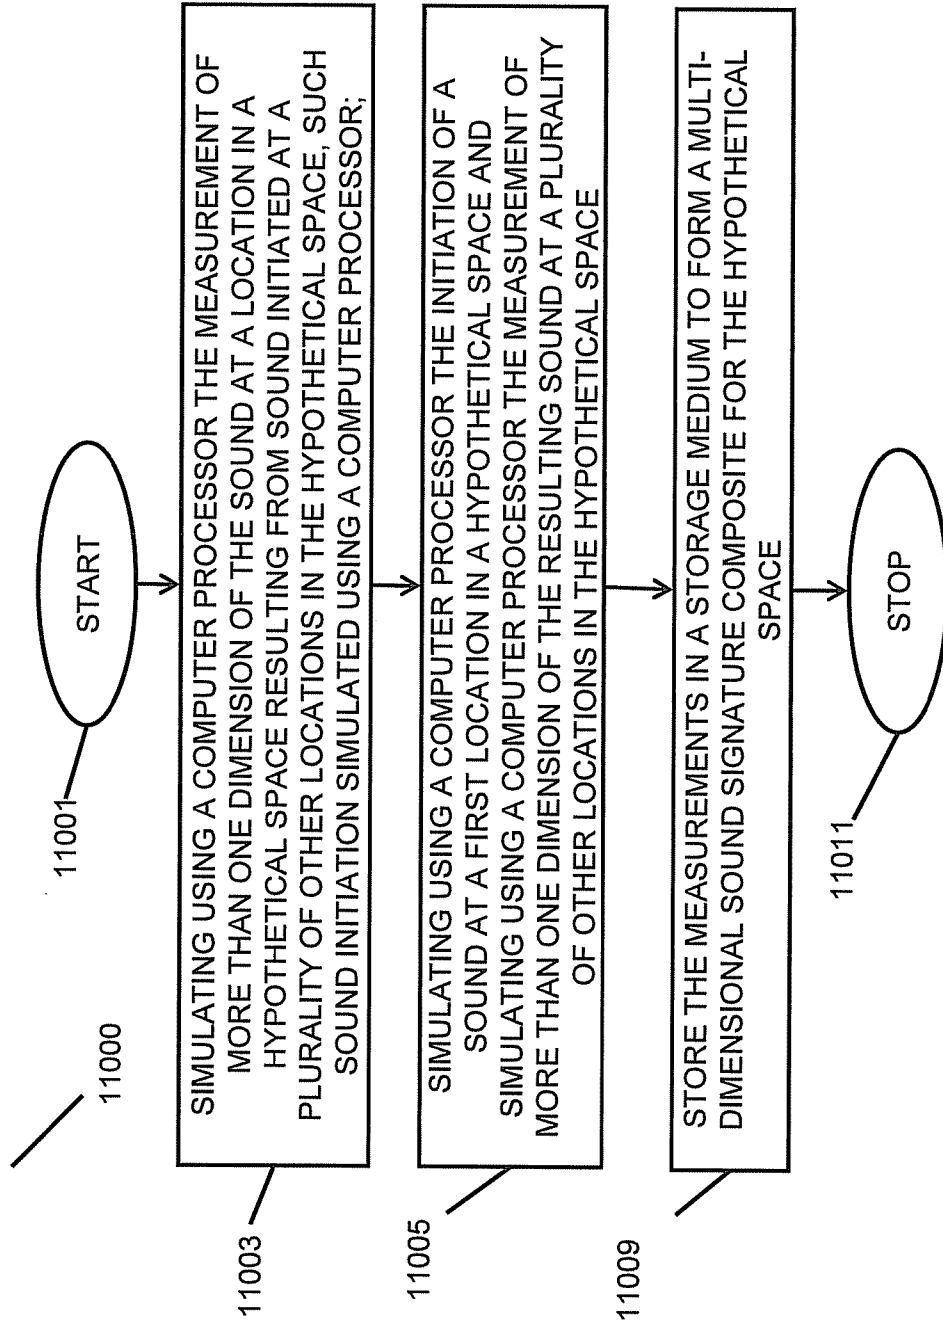 11000
11001
START
11003
SIMULATING USING A COMPUTER PROCESSOR THE MEASUREMENT OF
MORE THAN ONE DIMENSION OF THE SOUND AT A LOCATION IN A
HYPOTHETICAL SPACE RESULTING FROM SOUND INITIATED AT A
PLURALITY OF OTHER LOCATIONS IN THE HYPOTHETICAL SPACE, SUCH
SOUND INITIATION SIMULATED USING A COMPUTER PROCESSOR;
11005
SIMULATING USING A COMPUTER PROCESSOR THE INITIATION OF A
SOUND AT A FIRST LOCATION IN A HYPOTHETICAL SPACE AND
SIMULATING USING A COMPUTER PROCESSOR THE MEASUREMENT OF
MORE THAN ONE DIMENSION OF THE RESULTING SOUND AT A PLURALITY
OF OTHER LOCATIONS IN THE HYPOTHETICAL SPACE
11009
STORE THE MEASUREMENTS IN A STORAGE MEDIUM TO FORM A MULTI-
DIMENSIONAL SOUND SIGNATURE COMPOSITE FOR THE HYPOTHETICAL
SPACE
11011
STOP